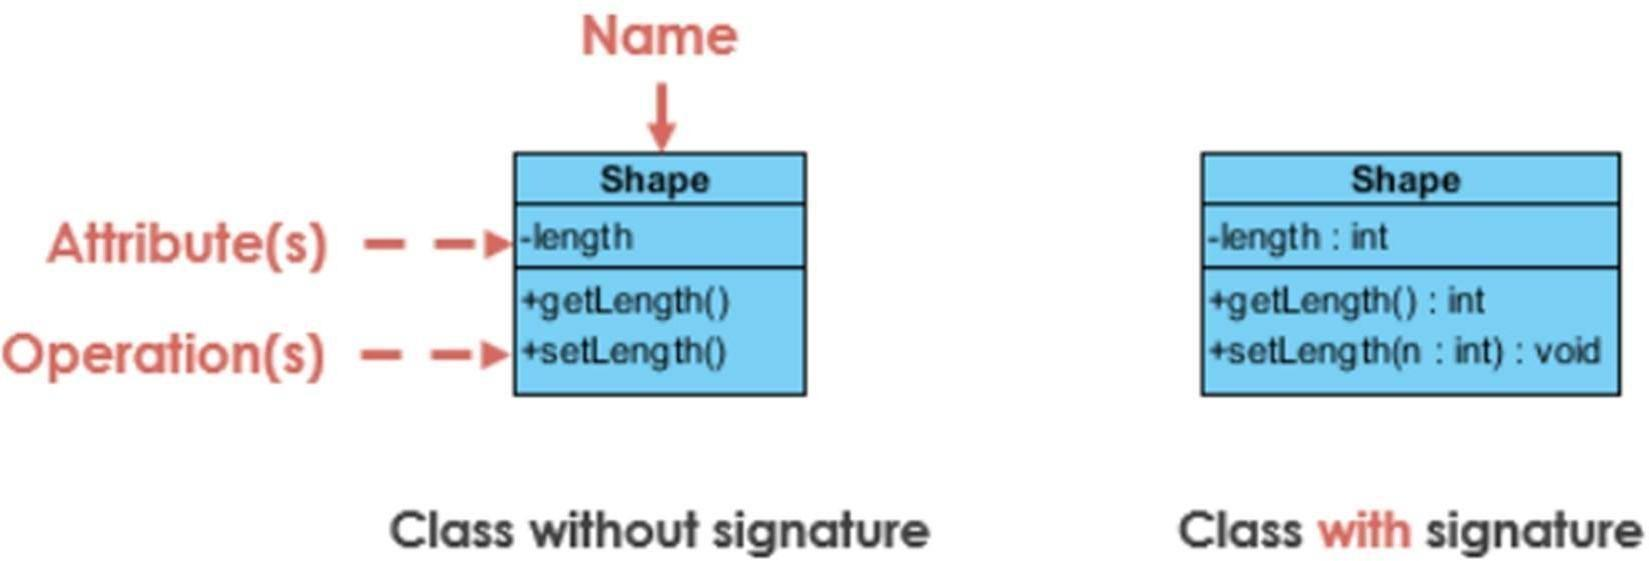 Name
Attribute(s)
Operation(s)
Shape
-length
+getLength()
+setLength()
Class without signature
Shape
-length : int
+getLength() : int
+setLength(n : int) : void
Class with signature